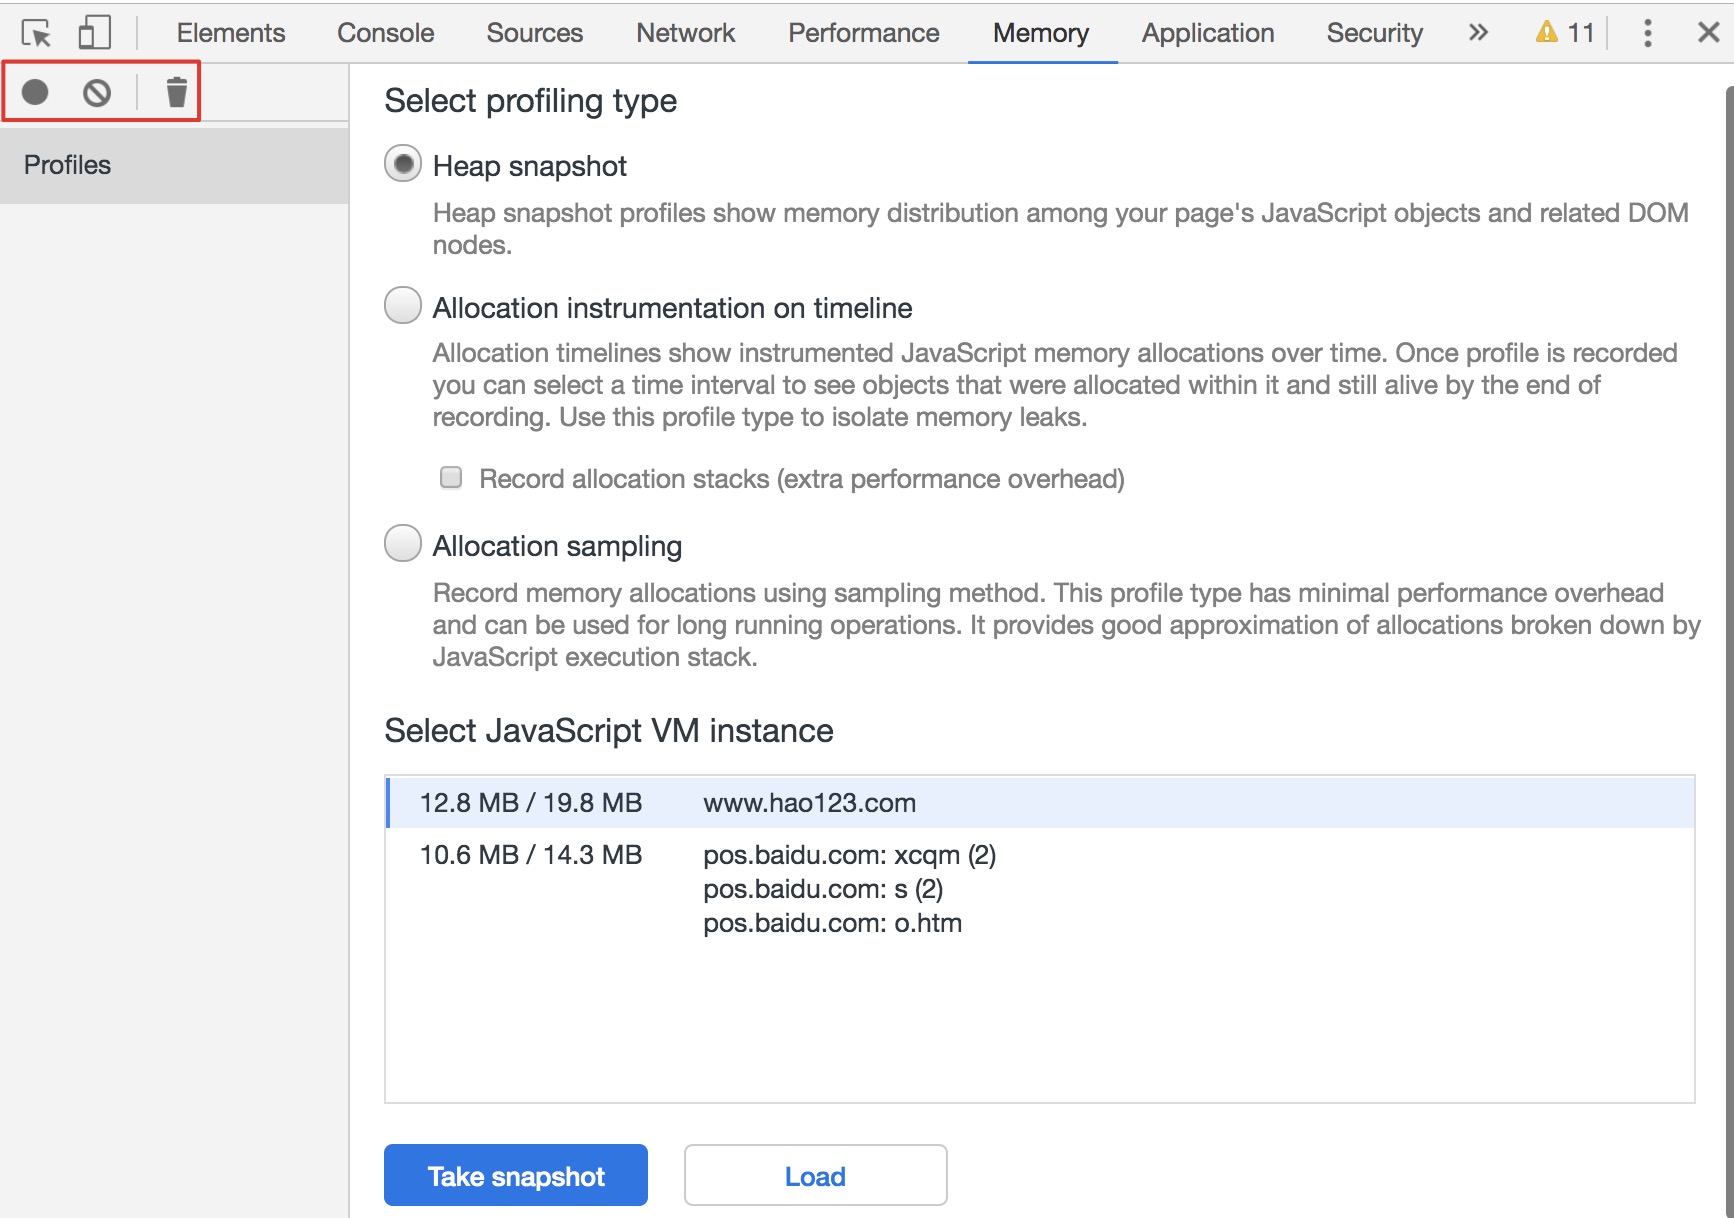 Elements Console Sources Network Performance Memory Application Security » 11
Profiles
Select profiling type
Heap snapshot
Heap snapshot profiles show memory distribution among your page's JavaScript objects and related DOM
nodes.
Allocation instrumentation on timeline
Allocation timelines show instrumented JavaScript memory allocations over time. Once profile is recorded
you can select a time interval to see objects that were allocated within it and still alive by the end of
recording. Use this profile type to isolate memory leaks.
Record allocation stacks (extra performance overhead)
Allocation sampling
Record memory allocations using sampling method. This profile type has minimal performance overhead
and can be used for long running operations. It provides good approximation of allocations broken down by
JavaScript execution stack.
Select JavaScript VM instance
12.8 MB / 19.8 MB www.hao123.com
10.6 MB / 14.3 MB pos.baidu.com: xcqm (2)
pos.baidu.com: s (2)
pos.baidu.com: o.htm
Take snapshot Load